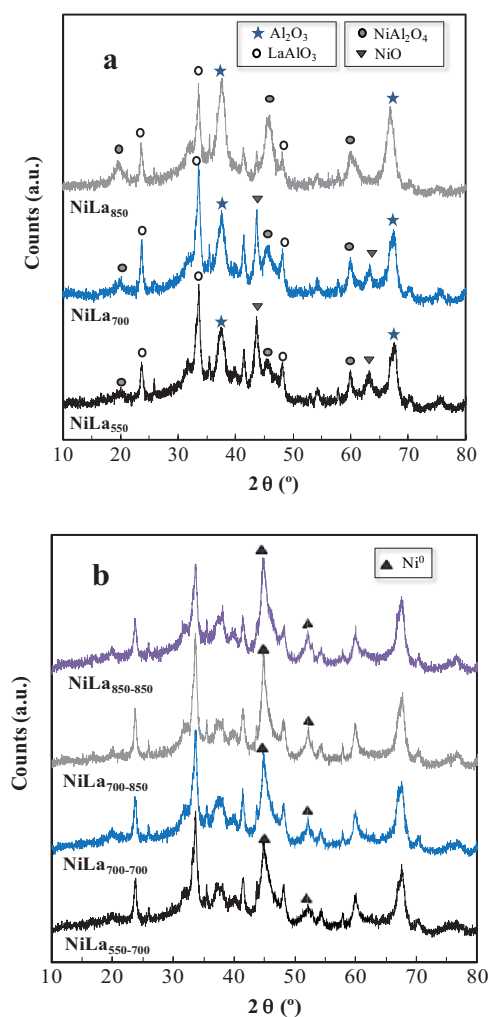 a
Al₂O₃
NiAl₂O₄
LaAlO₃
NiO
Counts (a.u.)
NiLa₈₅₀
NiLa₇₀₀
NiLa₅₅₀
10 20 30 40 50 60 70 80
2 θ (º)
b
Ni⁰
Counts (a.u.)
NiLa₈₅₀₋₈₅₀
NiLa₇₀₀₋₈₅₀
NiLa₇₀₀₋₇₀₀
NiLa₅₅₀₋₇₀₀
10 20 30 40 50 60 70 80
2 θ (º)